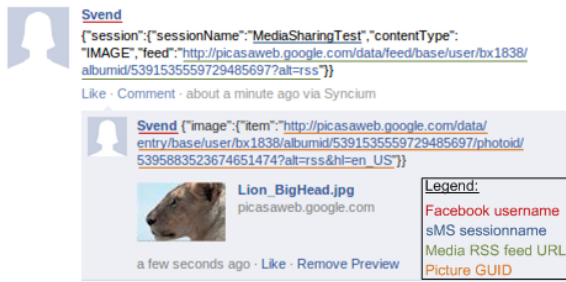 Svend
{"session":{"sessionName":"MediaSharingTest","contentType":
"IMAGE","feed":"http://picasaweb.google.com/data/feed/base/user/bx1838/
albumid/5391535559729485697?alt=rss"}}
Like · Comment · about a minute ago via Syncium
Svend {"image":{"item":"http://picasaweb.google.com/data/
entry/base/user/bx1838/albumid/5391535559729485697/photoid/
5395883523674651474?alt=rss&hl=en_US"}}
Lion_BigHead.jpg
picasaweb.google.com
a few seconds ago · Like · Remove Preview
Legend:
Facebook username
sMS sessionname
Media RSS feed URL
Picture GUID